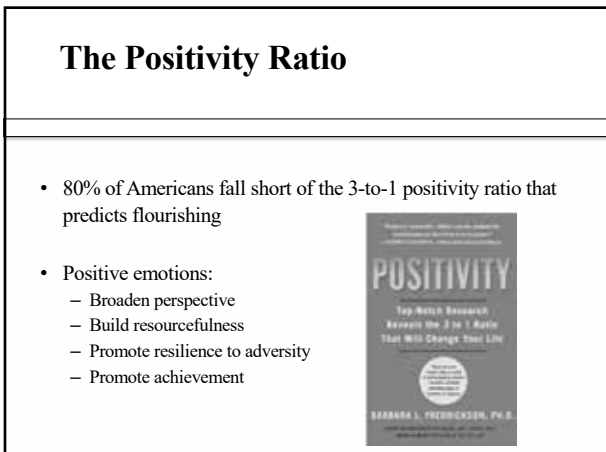 The Positivity Ratio
• 80% of Americans fall short of the 3-to-1 positivity ratio that
predicts flourishing
• Positive emotions:
– Broaden perspective
– Build resourcefulness
– Promote resilience to adversity
– Promote achievement
POSITIVITY
Top-Notch Research
Reveals the 3 to 1 Ratio
That Will Change Your Life
BARBARA L. FREDRICKSON, PH.D.